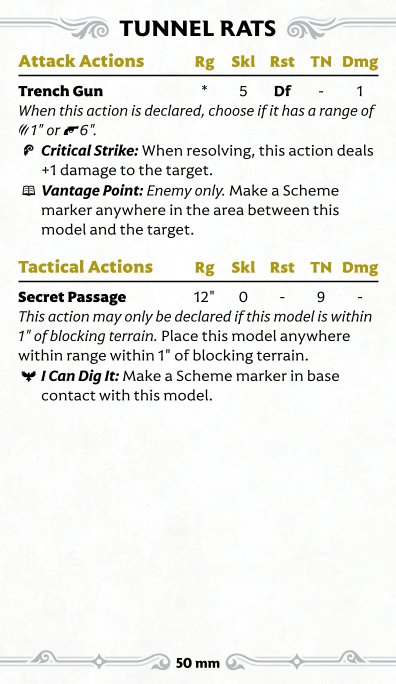 TUNNEL RATS
Attack Actions Rg Skl Rst TN Dmg
Trench Gun * 5 Df - 1
When this action is declared, choose if it has a range of
1" or 6".
Critical Strike: When resolving, this action deals
+1 damage to the target.
Vantage Point: Enemy only. Make a Scheme
marker anywhere in the area between this
model and the target.
Tactical Actions Rg Skl Rst TN Dmg
Secret Passage 12" 0 - 9 -
This action may only be declared if this model is within
1" of blocking terrain. Place this model anywhere
within range within 1" of blocking terrain.
I Can Dig It: Make a Scheme marker in base
contact with this model.
50 mm